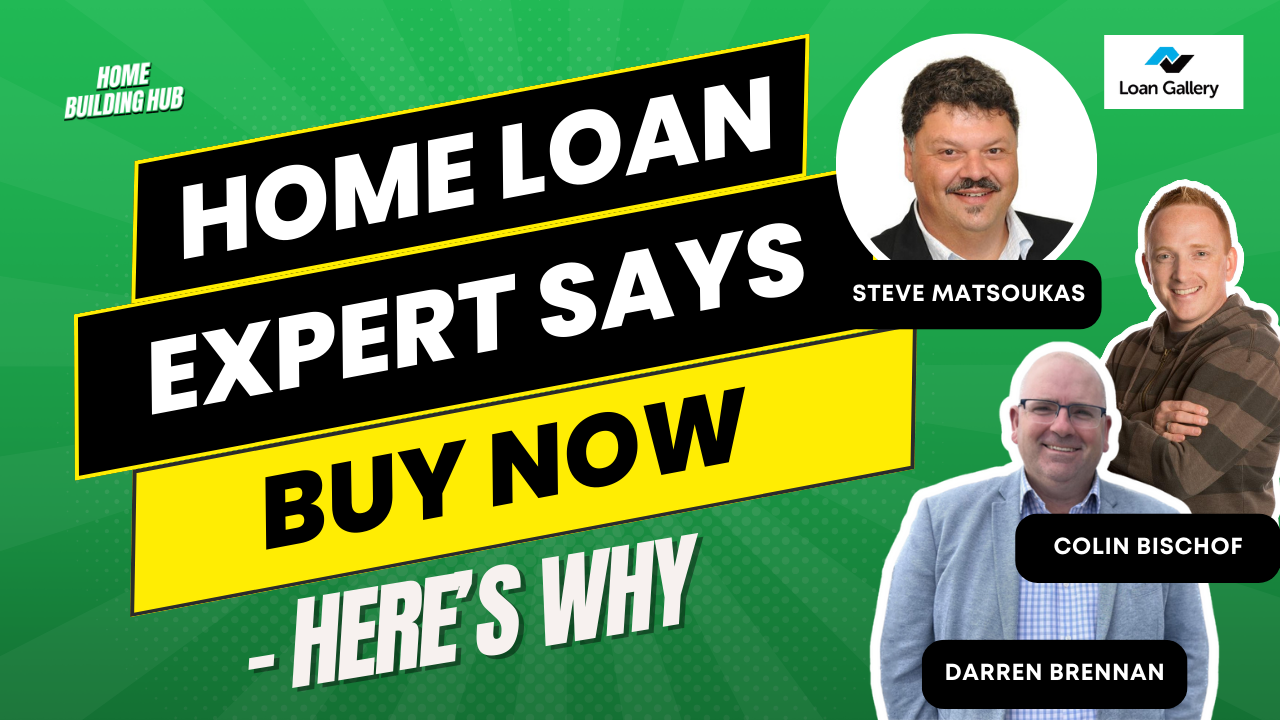 HOME
BUILDING HUB
HOME LOAN
EXPERT SAYS
BUY NOW
- HERE'S WHY
Loan Gallery
STEVE MATSOUKAS
COLIN BISCHOF
DARREN BRENNAN